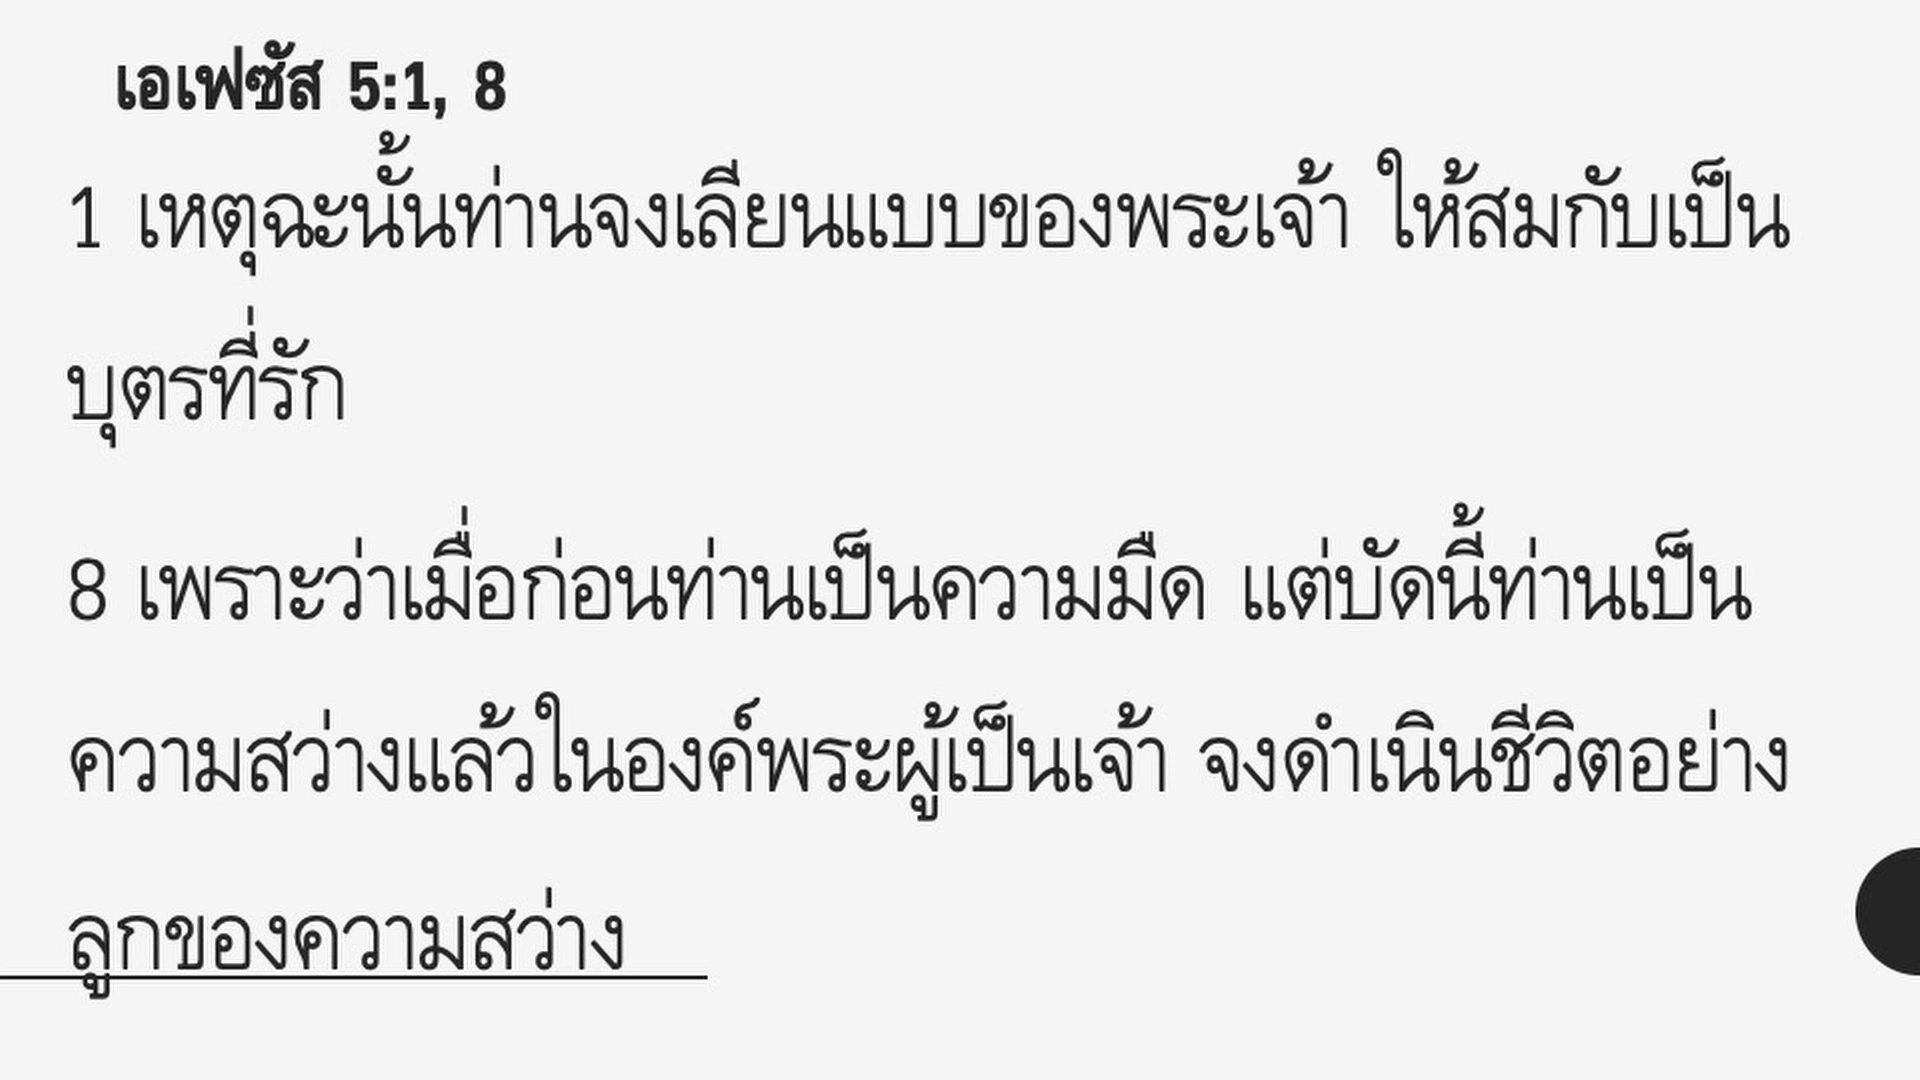 เอเฟซัส 5:1, 8
1 เหตุฉะนั้นท่านจงเลียนแบบของพระเจ้า ให้สมกับเป็น
บุตรที่รัก
8 เพราะว่าเมื่อก่อนท่านเป็นความมืด แต่บัดนี้ท่านเป็น
ความสว่างแล้วในองค์พระผู้เป็นเจ้า จงดำเนินชีวิตอย่าง
ลูกของความสว่าง